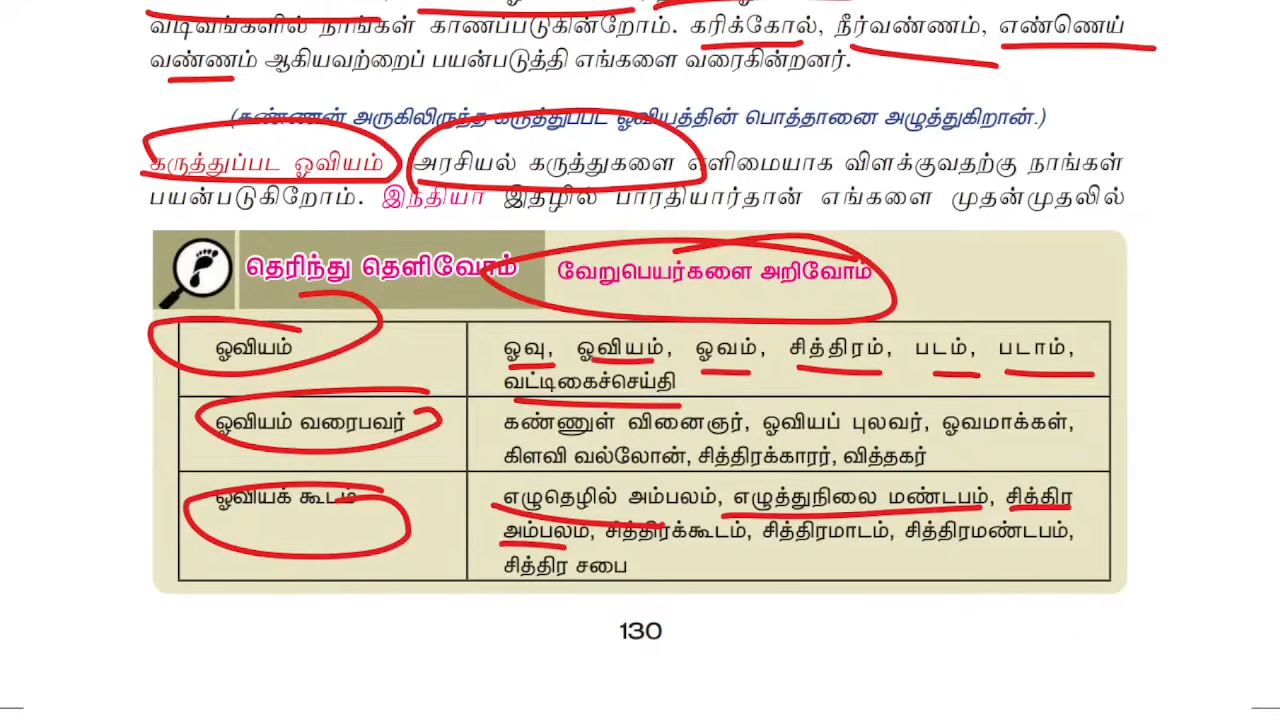 வடிவங்களில் நாங்கள் காணப்படுகின்றோம். கரிக்கோல், நீர்வண்ணம், எண்ணெய்
வண்ணம் ஆகியவற்றைப் பயன்படுத்தி எங்களை வரைகின்றனர்.
(கண்ணன் அருகிலிருந்த கருத்துப்பட ஓவியத்தின் பொத்தானை அழுத்துகிறான்.)
கருத்துப்பட ஓவியம் அரசியல் கருத்துகளை எளிமையாக விளக்குவதற்கு நாங்கள்
பயன்படுகிறோம். இந்தியா இதழில் பாரதியார்தான் எங்களை முதன்முதலில்
தெரிந்து தெளிவோம் வேறுபெயர்களை அறிவோம்
ஓவியம் ஓவு, ஓவியம், ஓவம், சித்திரம், படம், படாம்,
வட்டிகைச்செய்தி
ஓவியம் வரைபவர் கண்ணுள் வினைஞர், ஓவியப் புலவர், ஓவமாக்கள்,
கிளவி வல்லோன், சித்திரக்காரர், வித்தகர்
ஓவியக் கூடம் எழுதெழில் அம்பலம், எழுத்துநிலை மண்டபம், சித்திர
அம்பலம், சித்திரக்கூடம், சித்திரமாடம், சித்திரமண்டபம்,
சித்திர சபை
130